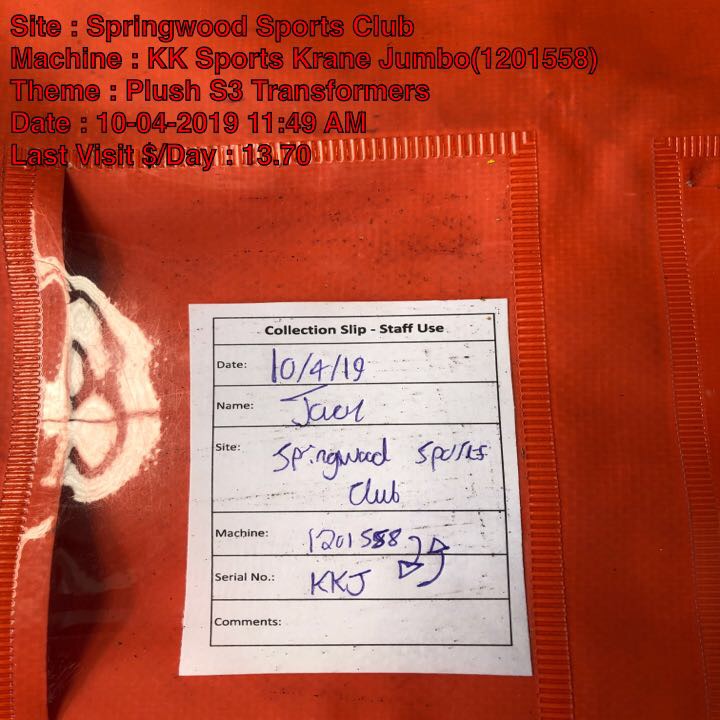 Site : Springwood Sports Club
Machine : KK Sports Krane Jumbo(1201558)
Theme : Plush S3 Transformers
Date : 10-04-2019 11:49 AM
Last Visit $/Day : 13.70
Collection Slip - Staff Use
Date: 10/4/19
Name:
Site: Springwood Sports
Club
Machine: 1201558
Serial No.: KKJ
Comments: